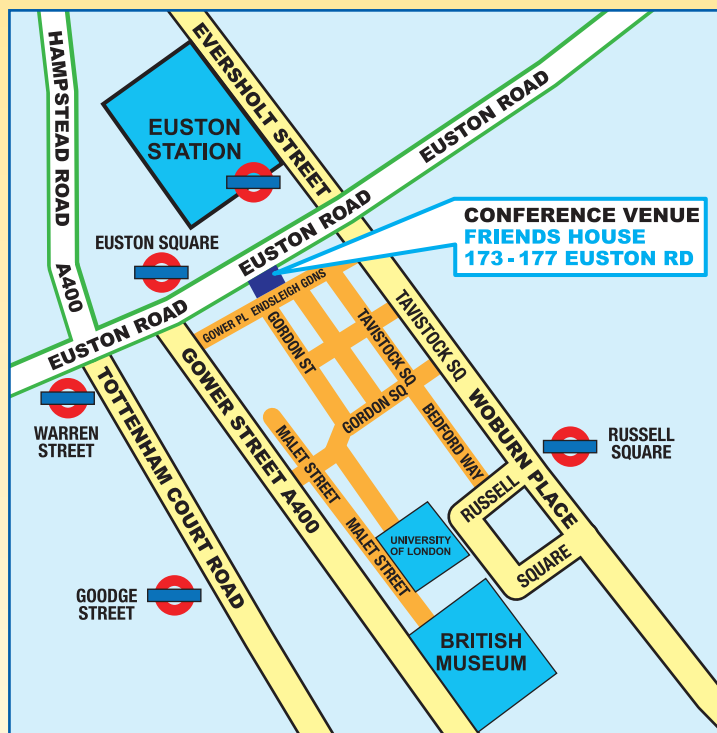 HAMPSTEAD ROAD
A400
EVERSHOLT STREET
EUSTON
STATION
EUSTON ROAD
EUSTON ROAD
EUSTON ROAD
EUSTON SQUARE
CONFERENCE VENUE
FRIENDS HOUSE
173 - 177 EUSTON RD
GOWER PL
ENDSLEIGH GDNS
GORDON ST
TAVISTOCK SQ
TAVISTOCK SQ
WARREN
STREET
TOTTENHAM COURT ROAD
GOWER STREET A400
GORDON SQ
BEDFORD WAY
WOBURN PLACE
MALET STREET
MALET STREET
RUSSELL
SQUARE
RUSSELL
SQUARE
UNIVERSITY
OF LONDON
GOODGE
STREET
BRITISH
MUSEUM